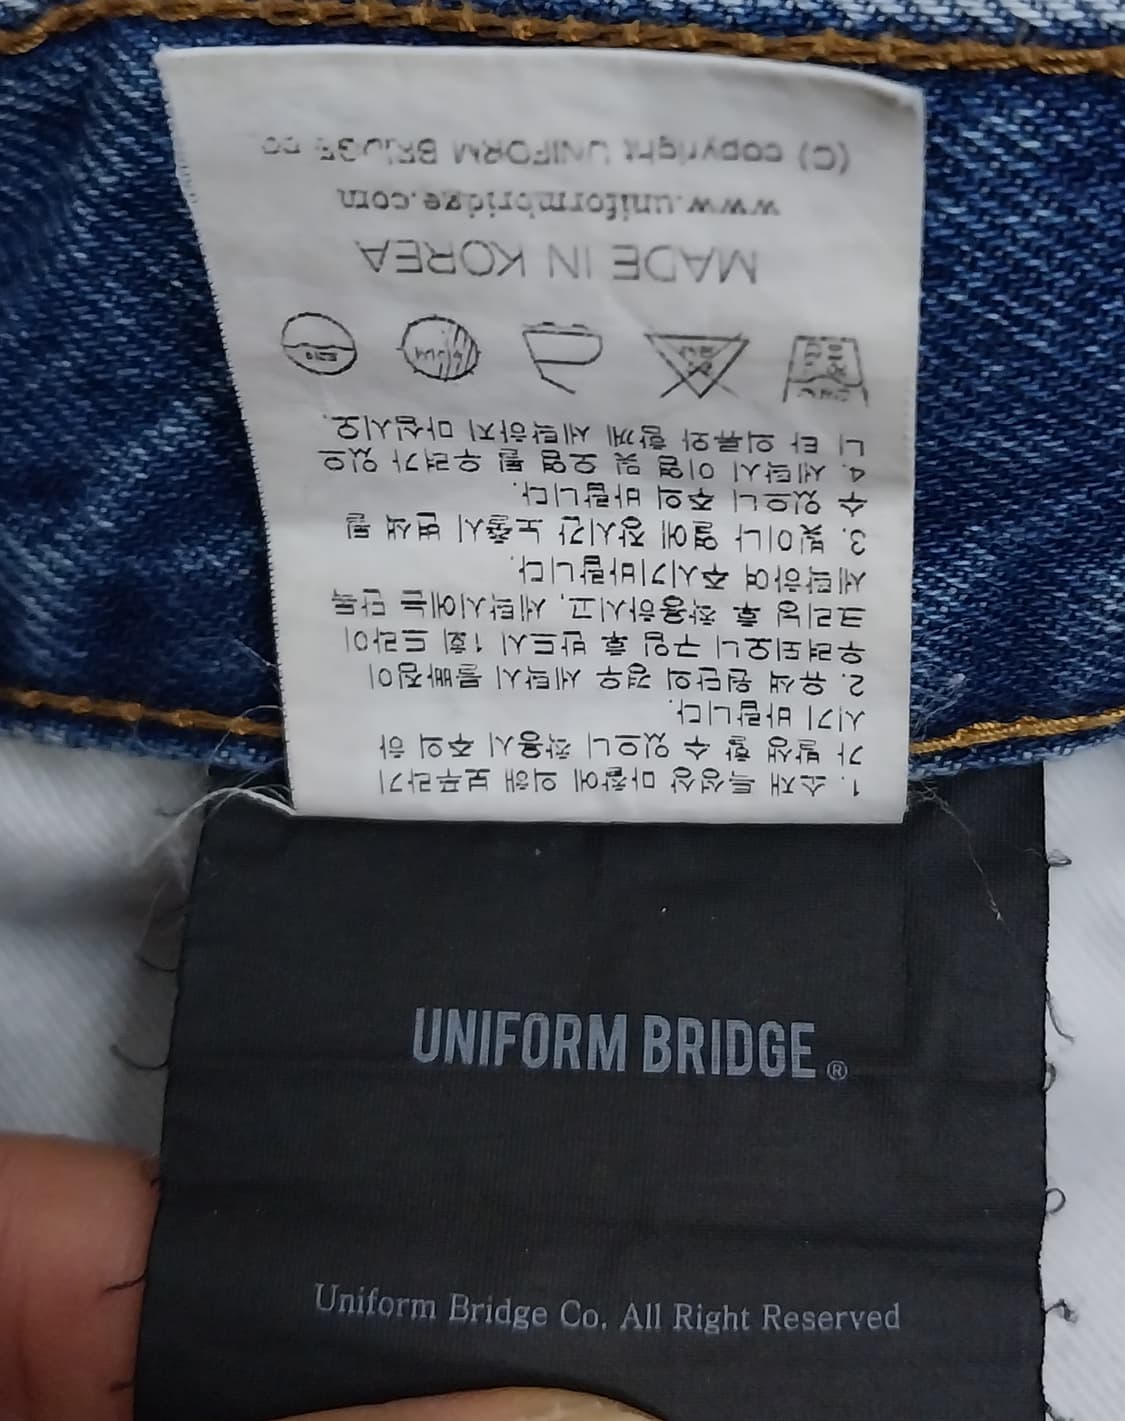 1. 소재 특성상 마찰에 의해 보푸라기
가 발생 할 수 있으니 착용시 주의 하
시기 바랍니다.
2. 유색 원단의 경우 세탁시 물빠짐이
우려되오니 구입 후 반드시 1회 드라이
크리닝 후 착용하시고, 세탁시에는 단독
세탁하여 주시기바랍니다.
3. 빛이나 열에 장시간 노출시 변색 될
수 있으니 주의 바랍니다.
4. 세탁시 이염 및 오염 될 우려가 있으
니 타 의류와 함께 세탁하지 마십시오.
MADE IN KOREA
www.uniformbridge.com
(C) copyright UNIFORM BRIDGE co
UNIFORM BRIDGE ®
Uniform Bridge Co. All Right Reserved